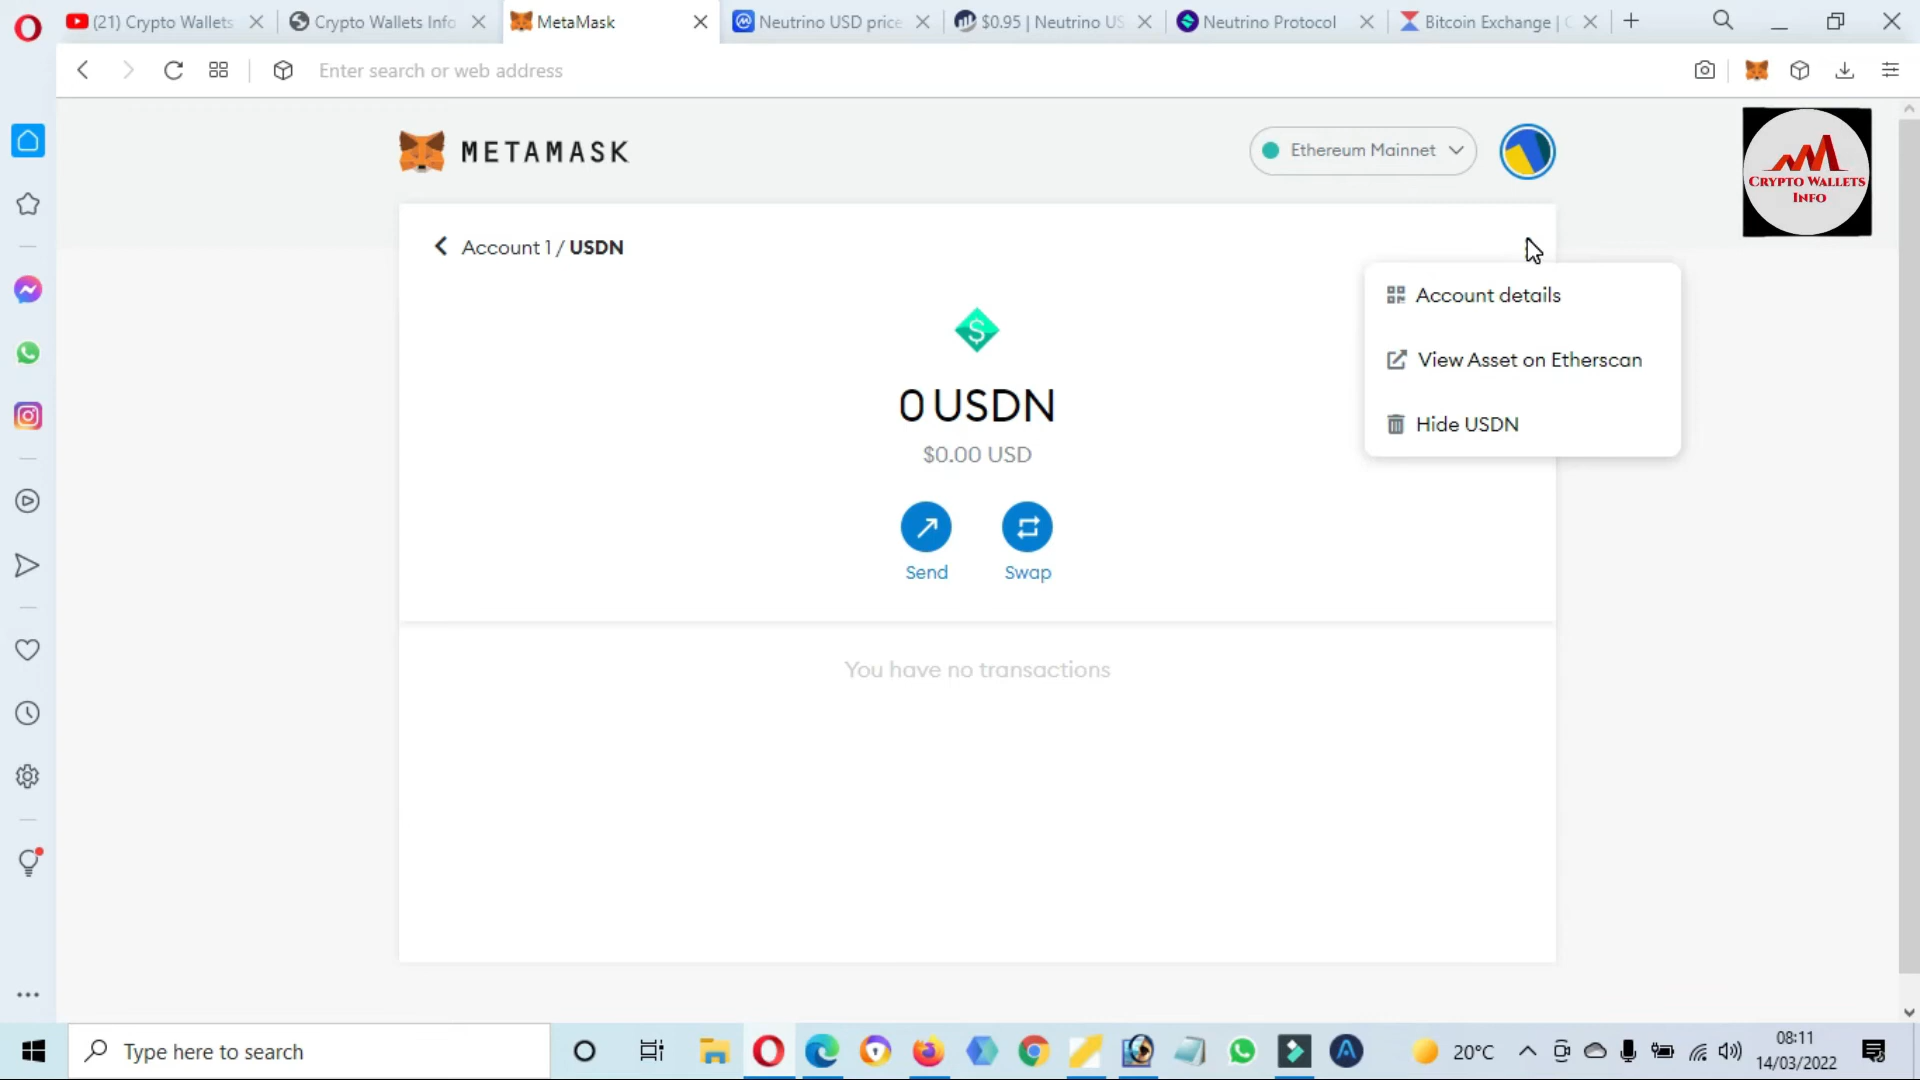 (21) Crypto Wallets
Crypto Wallets Info
MetaMask
Neutrino USD price
$0.95 | Neutrino US
Neutrino Protocol
Bitcoin Exchange | C
Enter search or web address
METAMASK
Ethereum Mainnet
CRYPTO WALLETS
INFO
Account 1 / USDN
Account details
View Asset on Etherscan
Hide USDN
$
0 USDN
$0.00 USD
Send
Swap
You have no transactions
Type here to search
20°C
08:11
14/03/2022